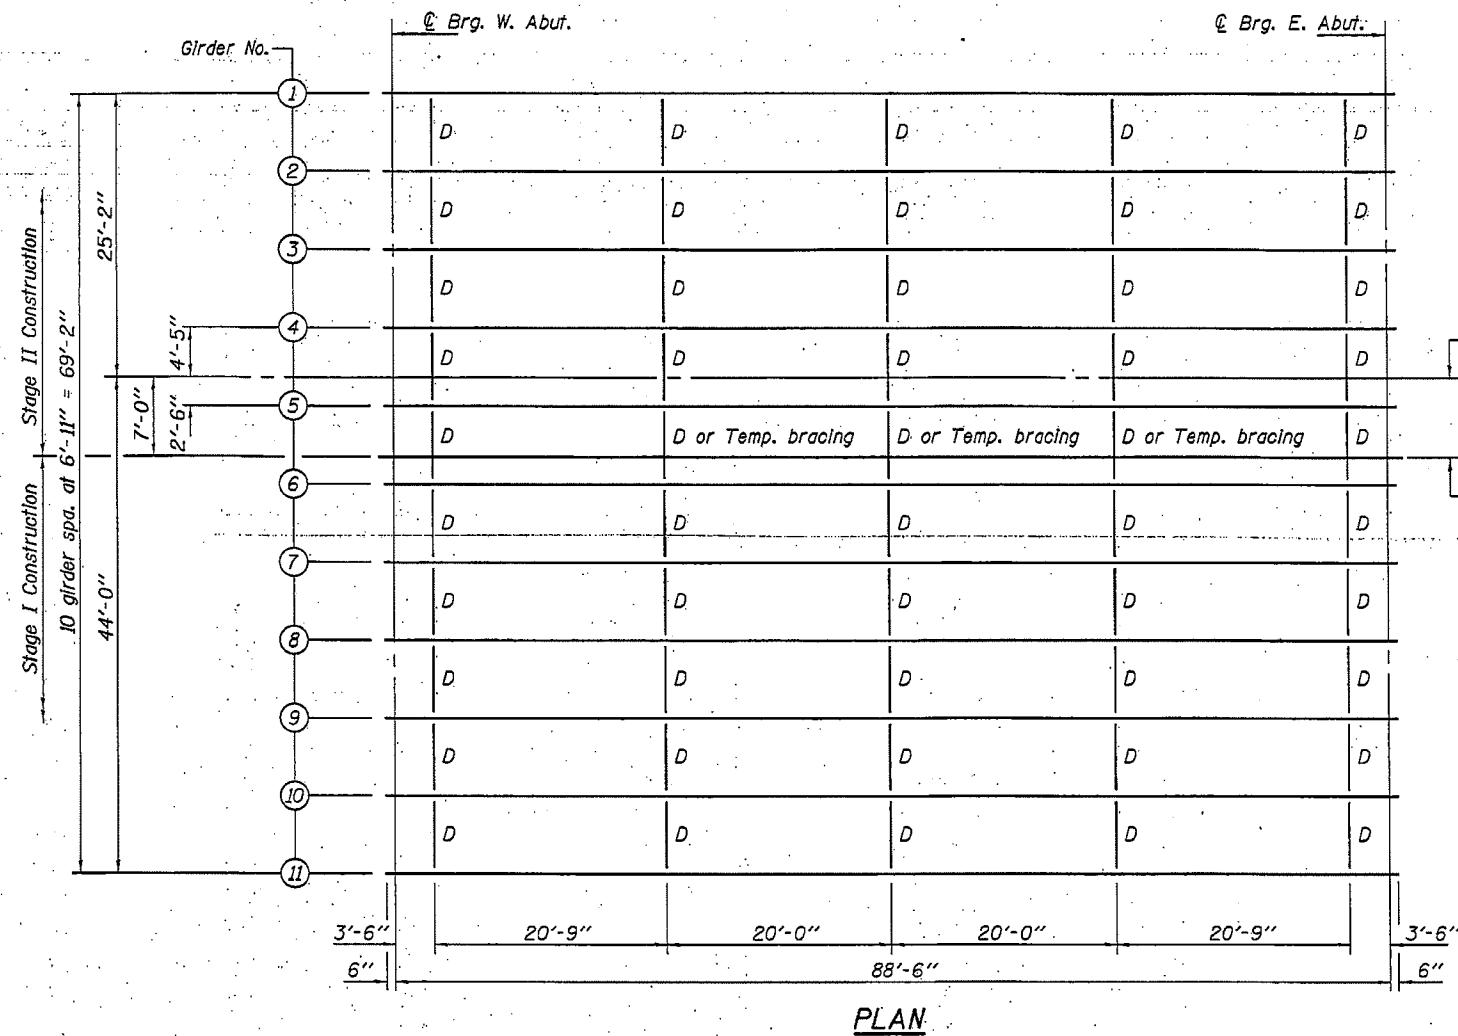 ℄ Brg. W. Abut.
℄ Brg. E. Abut.
Girder No.
1
D D D D D
2
D D D D D
3
D D D D D
4
D D D D D
5
D D or Temp. bracing D or Temp. bracing D or Temp. bracing D
6
D D D D D
7
D D D D D
8
D D D D D
9
D D D D D
10
D D D D D
11
Stage II Construction
Stage I Construction
10 girder spa. at 6'-11" = 69'-2"
25'-2"
44'-0"
4'-5"
7'-0"
2'-6"
3'-6" 20'-9" 20'-0" 20'-0" 20'-9" 3'-6"
6" 88'-6" 6"
PLAN